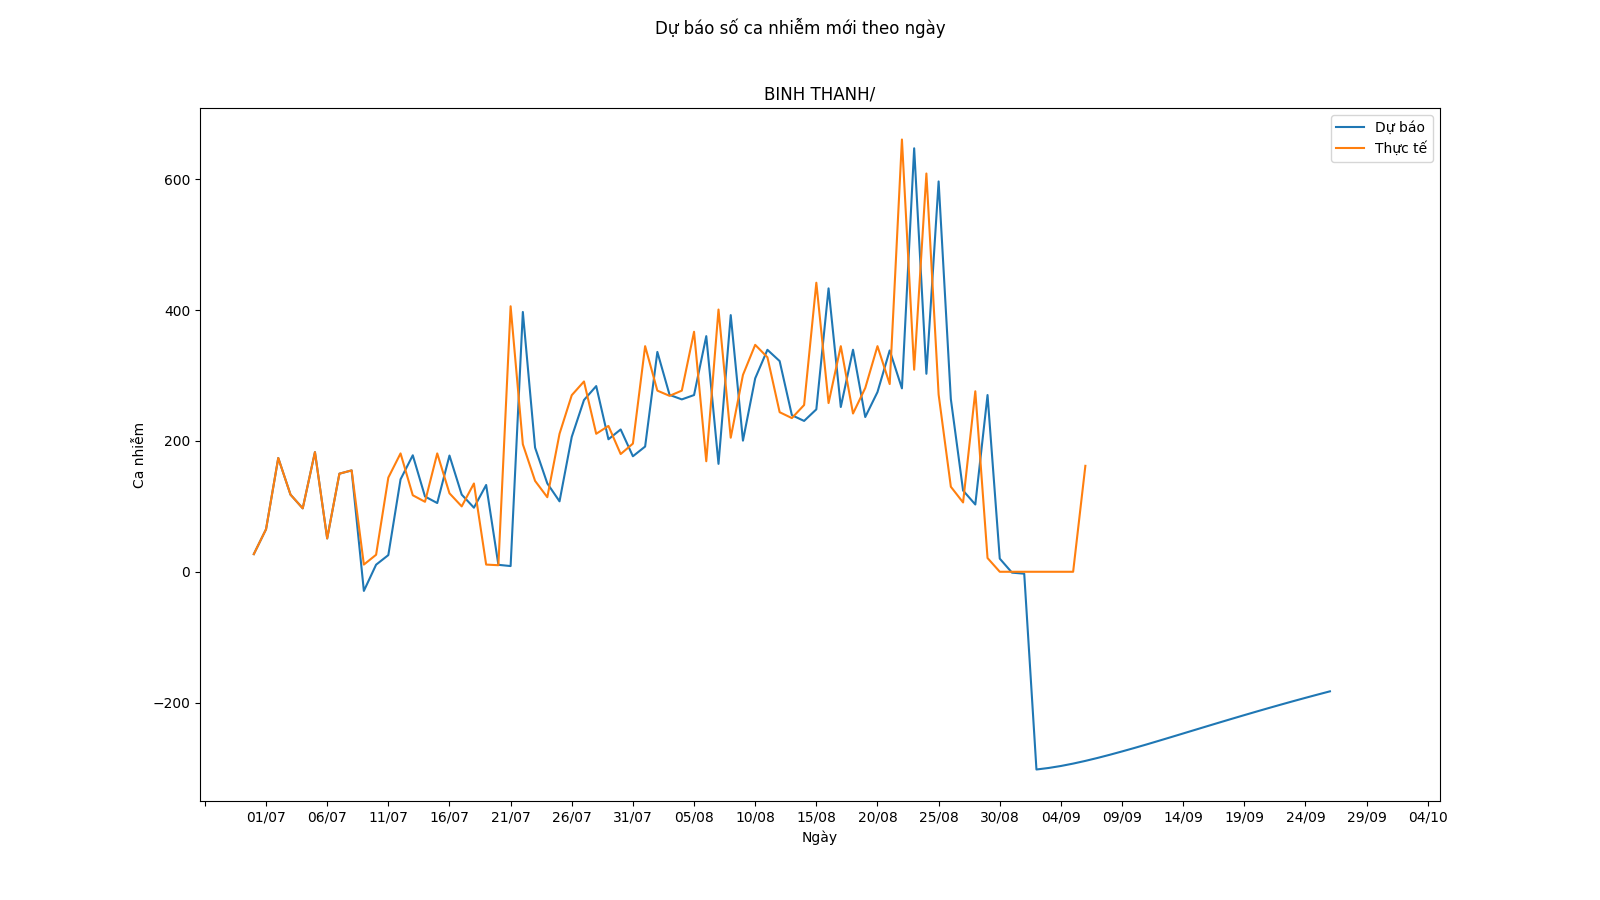 Dự báo số ca nhiễm mới theo ngày
BINH THANH/
Dự báo
Thực tế
600
400
200
0
−200
Ca nhiễm
01/07 06/07 11/07 16/07 21/07 26/07 31/07 05/08 10/08 15/08 20/08 25/08 30/08 04/09 09/09 14/09 19/09 24/09 29/09 04/10
Ngày